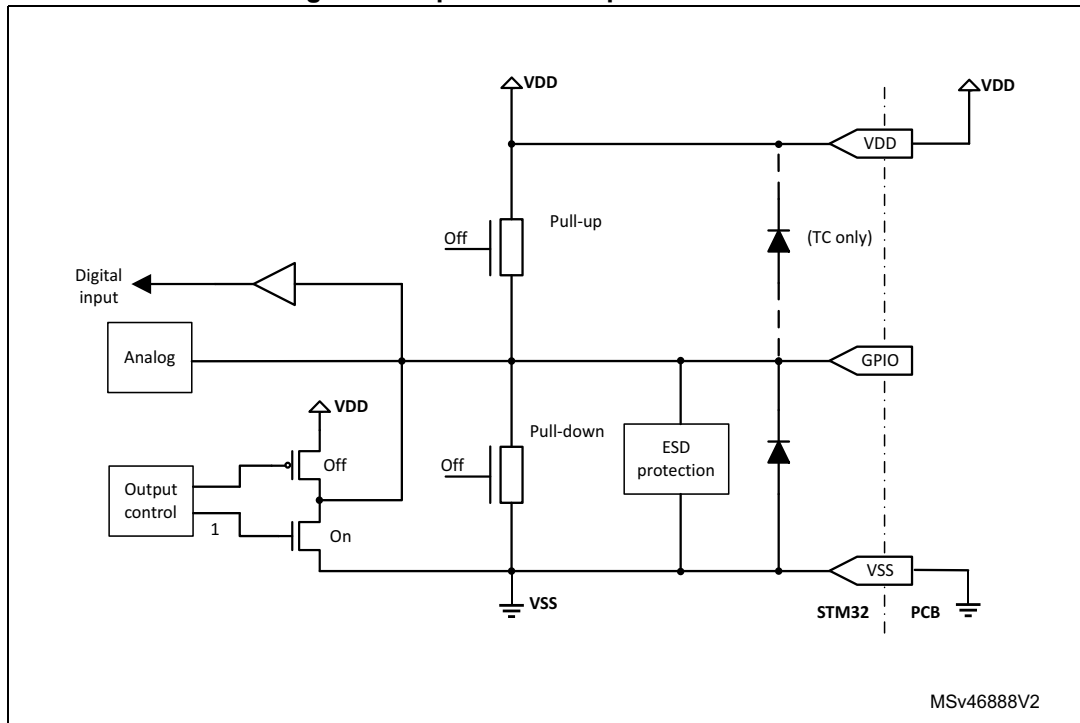 VDD
VDD
VDD
Pull-up
Off
(TC only)
Digital
input
Analog
GPIO
VDD
Pull-down
ESD
protection
Off
Off
Output
control
1
On
VSS
VSS
STM32
PCB
MSv46888V2